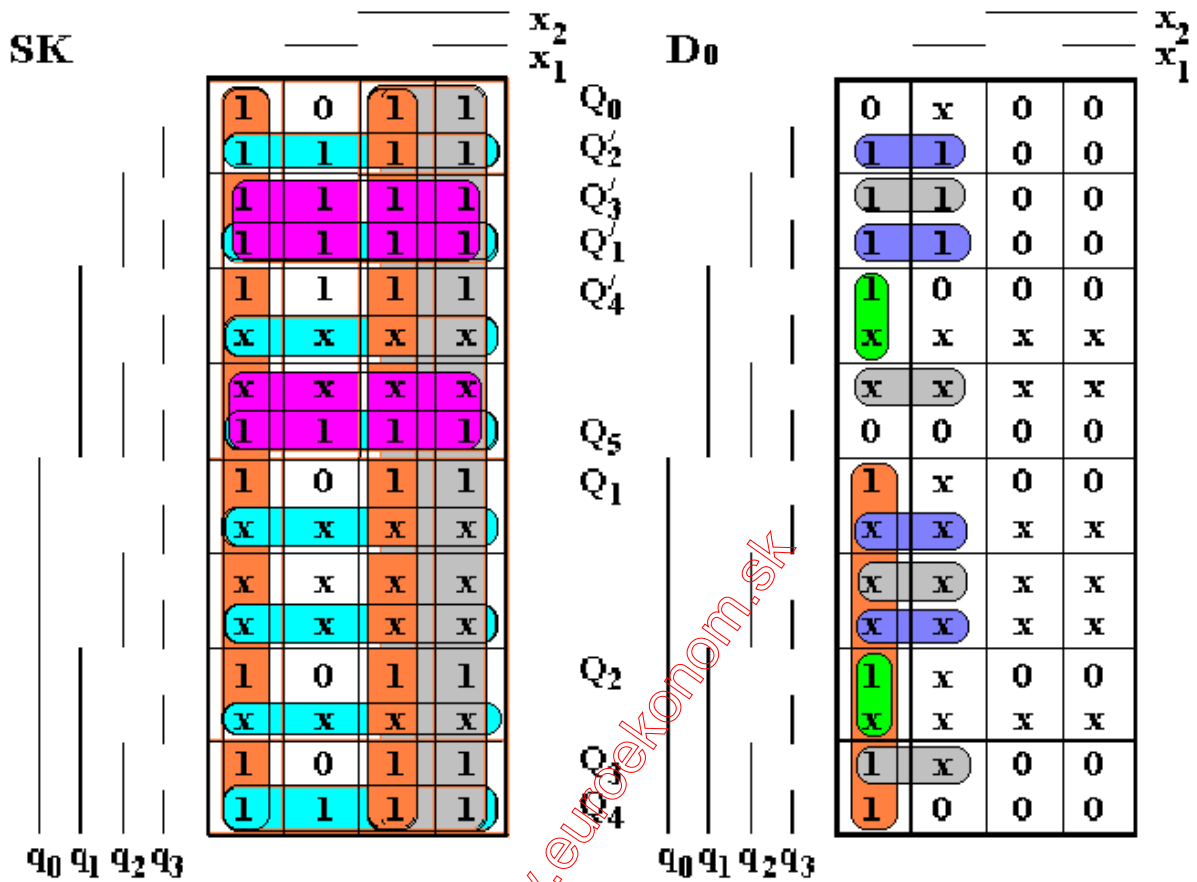 x₂ x₂
SK x₁ D₀ x₁
1 0 1 1 Q₀ 0 x 0 0
1 1 1 1 Q₂′ 1 1 0 0
1 1 1 1 Q₃′ 1 1 0 0
1 1 1 1 Q₁′ 1 1 0 0
1 1 1 1 Q₄′ 1 0 0 0
x x x x x x x x
x x x x x x x x
1 1 1 1 Q₅ 0 0 0 0
1 0 1 1 Q₁ 1 x 0 0
x x x x x x x x
x x x x x x x x
x x x x x x x x
1 0 1 1 Q₂ 1 x 0 0
x x x x x x x x
1 0 1 1 Q₃ 1 x 0 0
1 1 1 1 Q₄ 1 0 0 0
q₀ q₁ q₂ q₃ q₀ q₁ q₂ q₃
.euroekonom.sk